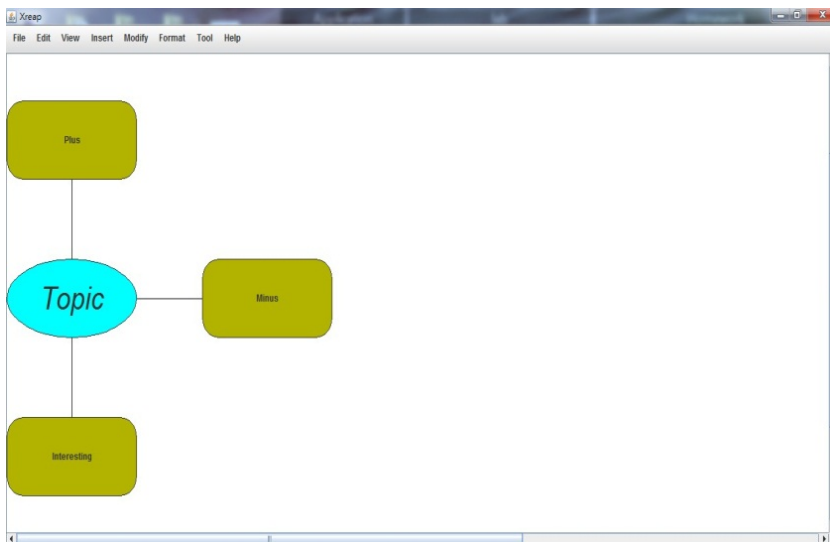 Xreap
File Edit View Insert Modify Format Tool Help
Plus
Topic
Minus
Interesting